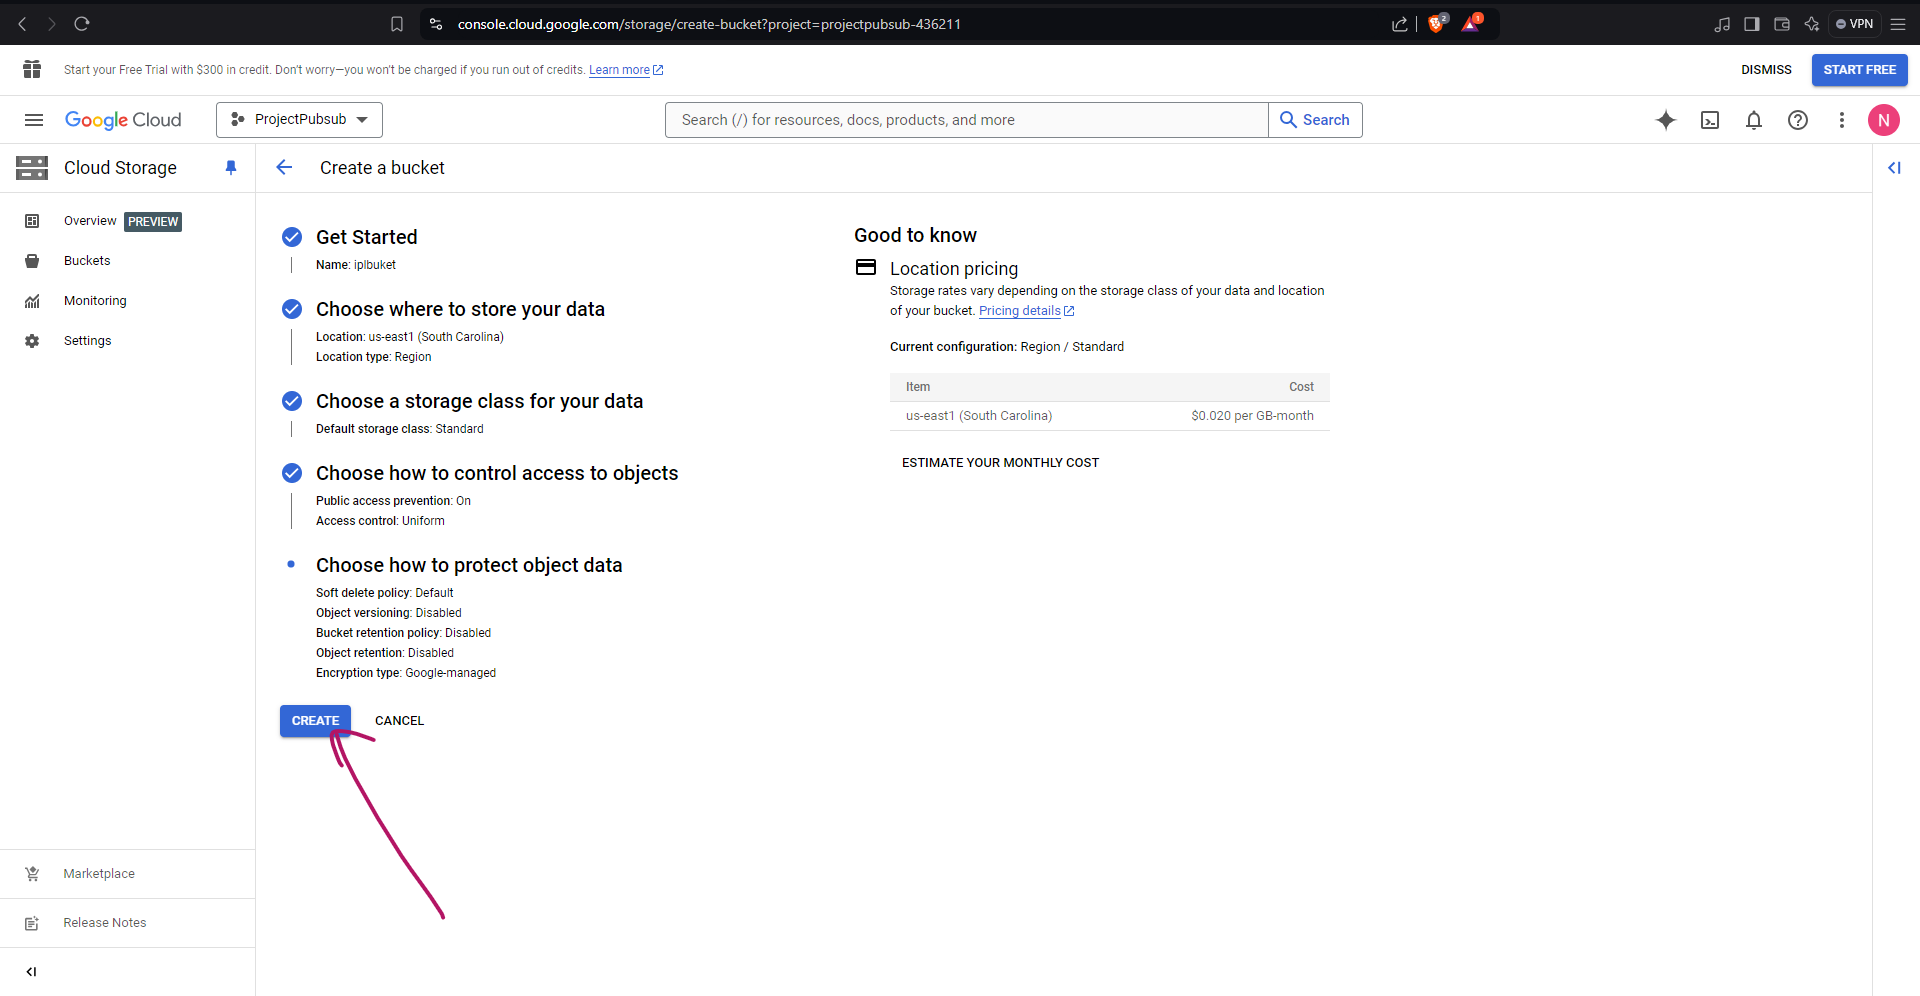 console.cloud.google.com/storage/create-bucket?project=projectpubsub-436211
2
1
VPN
Start your Free Trial with $300 in credit. Don't worry—you won't be charged if you run out of credits. Learn more
DISMISS
START FREE
Google Cloud
ProjectPubsub
Search (/) for resources, docs, products, and more
Search
N
Cloud Storage
Create a bucket
Overview PREVIEW
Buckets
Monitoring
Settings
Get Started
Name: iplbuket
Choose where to store your data
Location: us-east1 (South Carolina)
Location type: Region
Choose a storage class for your data
Default storage class: Standard
Choose how to control access to objects
Public access prevention: On
Access control: Uniform
Choose how to protect object data
Soft delete policy: Default
Object versioning: Disabled
Bucket retention policy: Disabled
Object retention: Disabled
Encryption type: Google-managed
CREATE
CANCEL
Good to know
Location pricing
Storage rates vary depending on the storage class of your data and location
of your bucket. Pricing details
Current configuration: Region / Standard
Item Cost
us-east1 (South Carolina) $0.020 per GB-month
ESTIMATE YOUR MONTHLY COST
Marketplace
Release Notes